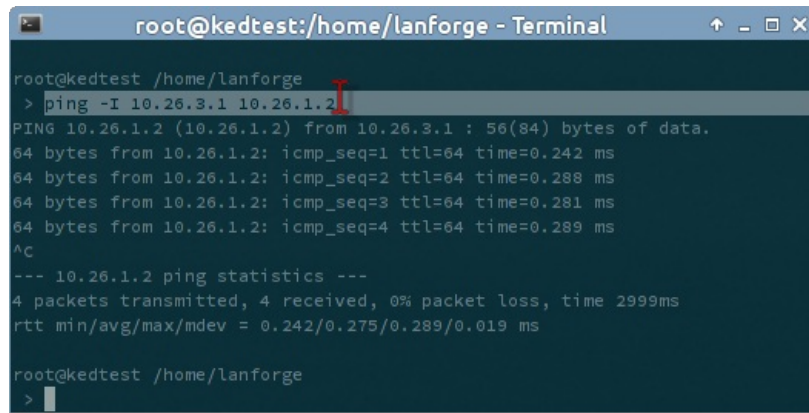 root@kedtest:/home/lanforge - Terminal
root@kedtest /home/lanforge
> ping -I 10.26.3.1 10.26.1.2
PING 10.26.1.2 (10.26.1.2) from 10.26.3.1 : 56(84) bytes of data.
64 bytes from 10.26.1.2: icmp_seq=1 ttl=64 time=0.242 ms
64 bytes from 10.26.1.2: icmp_seq=2 ttl=64 time=0.288 ms
64 bytes from 10.26.1.2: icmp_seq=3 ttl=64 time=0.281 ms
64 bytes from 10.26.1.2: icmp_seq=4 ttl=64 time=0.289 ms
^C
--- 10.26.1.2 ping statistics ---
4 packets transmitted, 4 received, 0% packet loss, time 2999ms
rtt min/avg/max/mdev = 0.242/0.275/0.289/0.019 ms
root@kedtest /home/lanforge
>